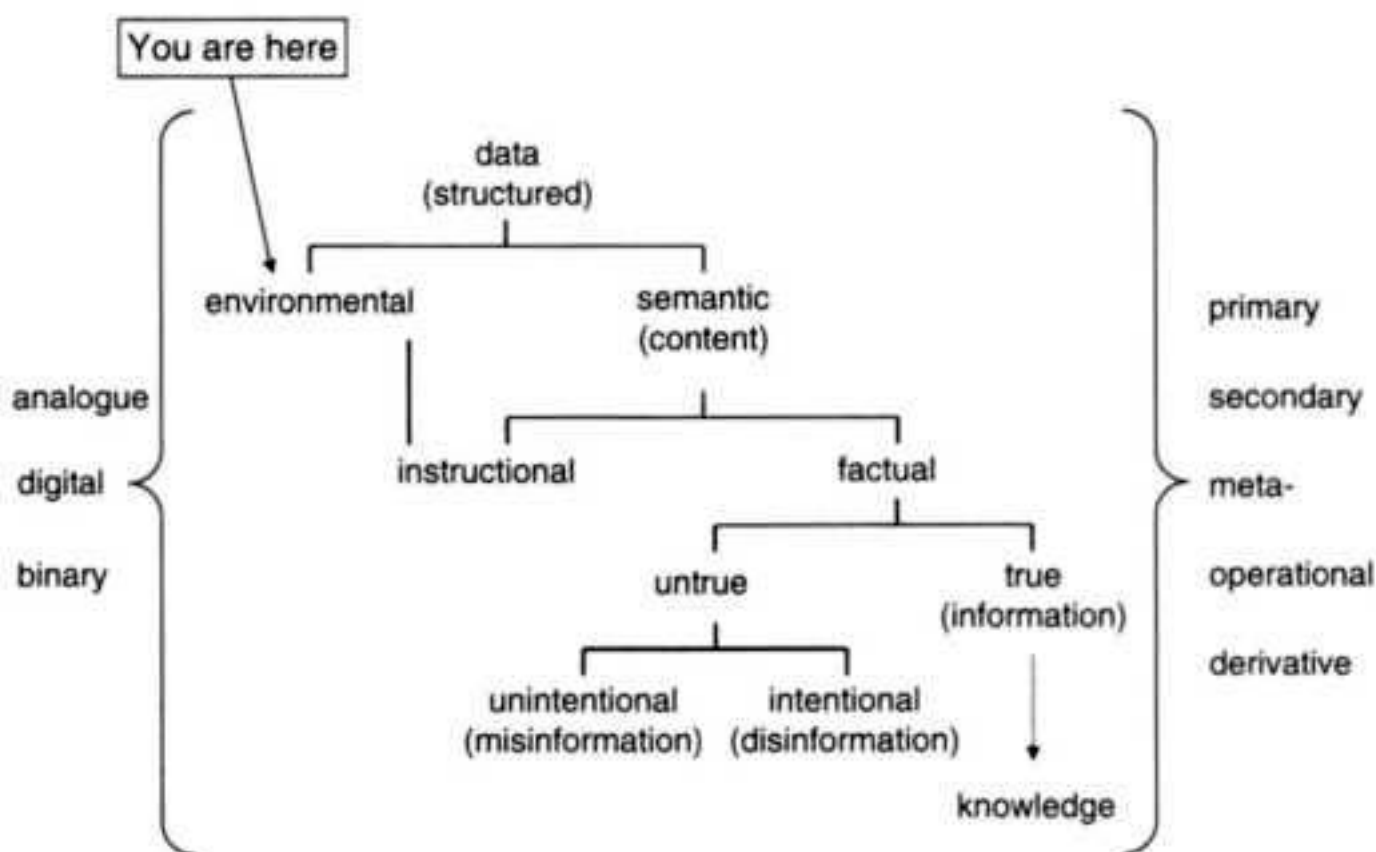 You are here
data
(structured)
environmental
semantic
(content)
primary
analogue
secondary
instructional
factual
digital
meta-
binary
untrue
true
(information)
operational
unintentional
(misinformation)
intentional
(disinformation)
derivative
knowledge